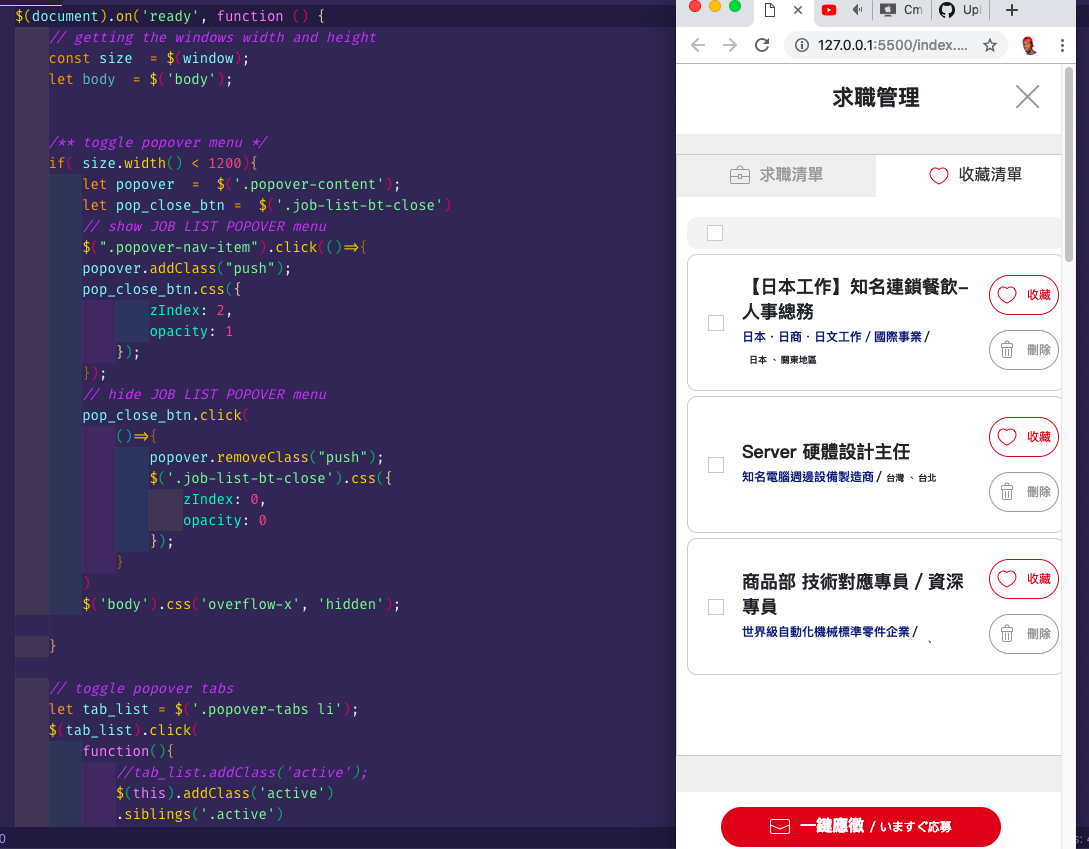 $(document).on('ready', function () {
// getting the windows width and height
const size  = $(window);
let body  = $('body');
/** toggle popover menu */
if( size.width() < 1200){
let popover  =  $('.popover-content');
let pop_close_btn =  $('.job-list-bt-close')
// show JOB LIST POPOVER menu
$(".popover-nav-item").click(()=>{
popover.addClass("push");
pop_close_btn.css({
zIndex: 2,
opacity: 1
});
});
// hide JOB LIST POPOVER menu
pop_close_btn.click(
()=>{
popover.removeClass("push");
$('.job-list-bt-close').css({
zIndex: 0,
opacity: 0
});
}
)
$('body').css('overflow-x', 'hidden');
}
// toggle popover tabs
let tab_list = $('.popover-tabs li');
$(tab_list).click(
function(){
//tab_list.addClass('active');
$(this).addClass('active')
.siblings('.active')
Cm
Upl
127.0.0.1:5500/index....
求職管理
求職清單
收藏清單
【日本工作】知名連鎖餐飲–
人事總務
日本・日商・日文工作 / 國際事業 /
日本 、 關東地區
收藏
刪除
Server 硬體設計主任
知名電腦週邊設備製造商 / 台灣 、 台北
收藏
刪除
商品部 技術對應專員 / 資深
專員
世界級自動化機械標準零件企業 / 、
收藏
刪除
一鍵應徵 / いますぐ応募